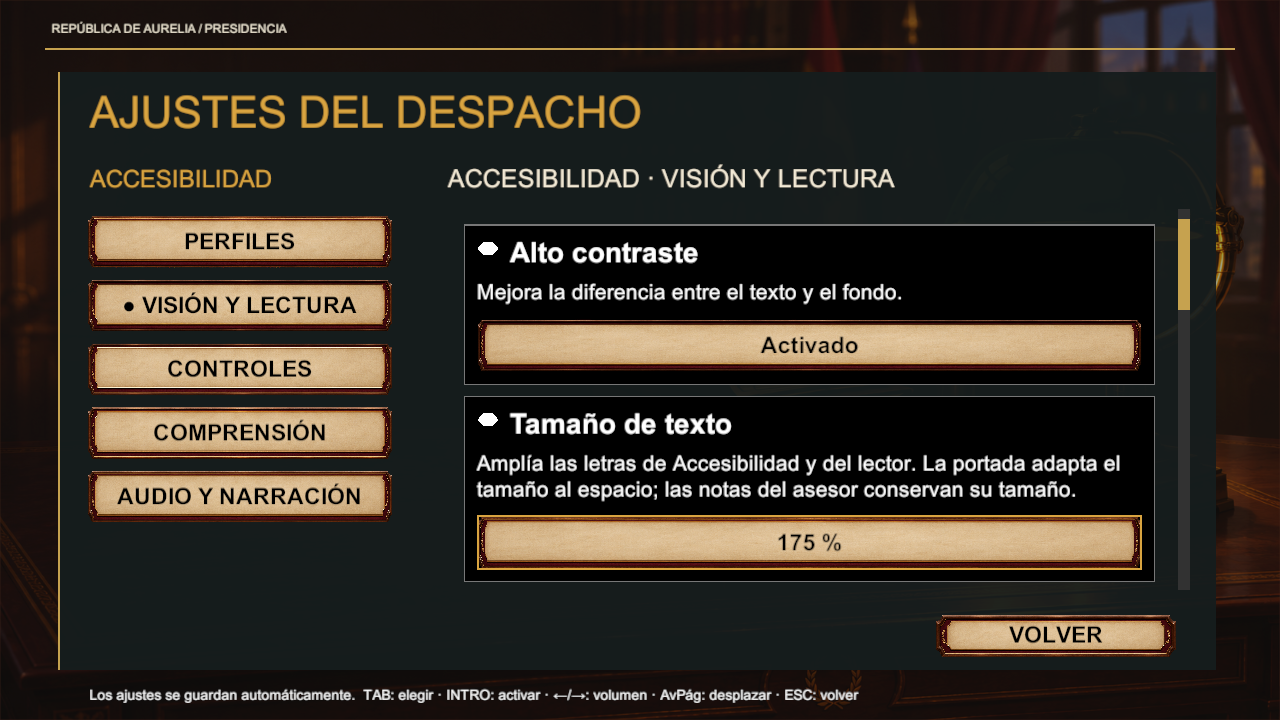 REPÚBLICA DE AURELIA / PRESIDENCIA
AJUSTES DEL DESPACHO
ACCESIBILIDAD
PERFILES
● VISIÓN Y LECTURA
CONTROLES
COMPRENSIÓN
AUDIO Y NARRACIÓN
ACCESIBILIDAD · VISIÓN Y LECTURA
Alto contraste
Mejora la diferencia entre el texto y el fondo.
Activado
Tamaño de texto
Amplía las letras de Accesibilidad y del lector. La portada adapta el
tamaño al espacio; las notas del asesor conservan su tamaño.
175 %
VOLVER
Los ajustes se guardan automáticamente. TAB: elegir · INTRO: activar · ←/→: volumen · AvPág: desplazar · ESC: volver